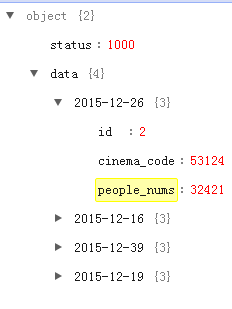 object {2}
status : 1000
data {4}
2015-12-26 {3}
id : 2
cinema_code : 53124
people_nums : 32421
2015-12-16 {3}
2015-12-39 {3}
2015-12-19 {3}